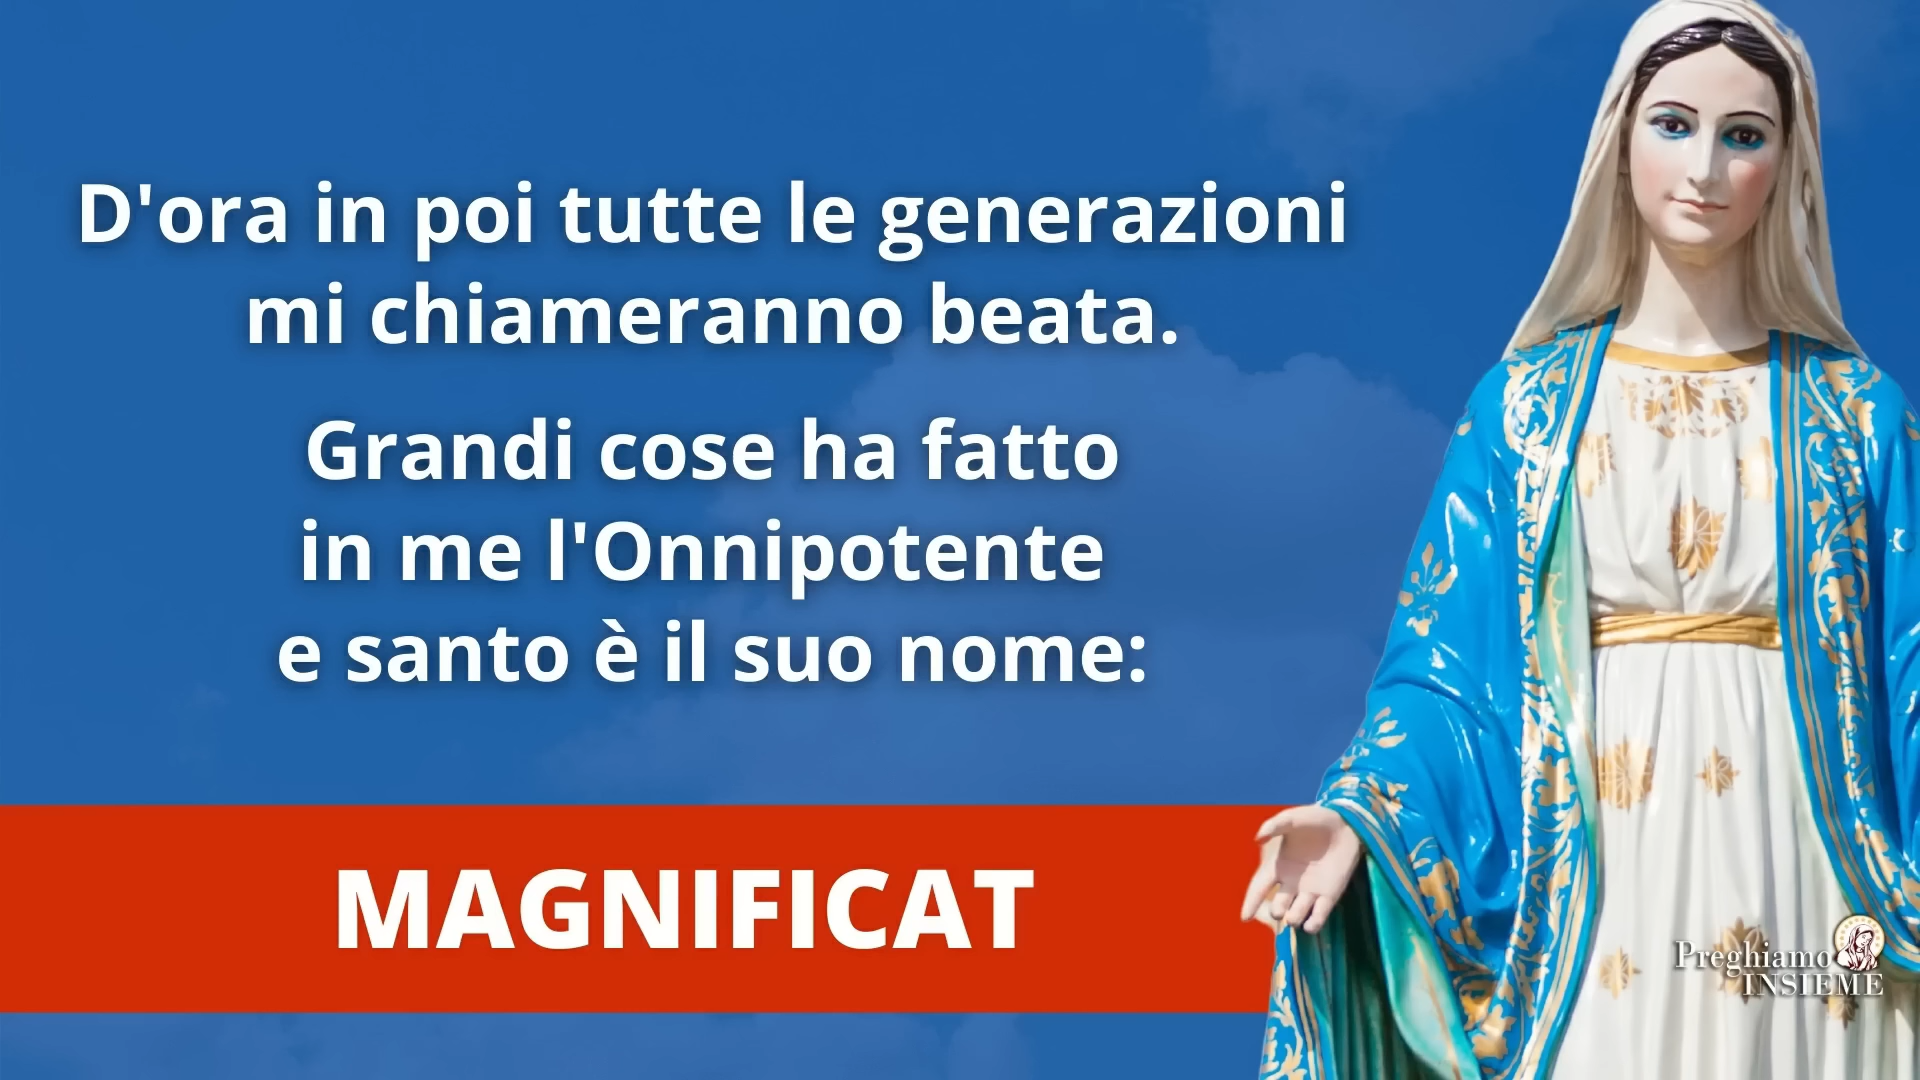 D'ora in poi tutte le generazioni
mi chiameranno beata.
Grandi cose ha fatto
in me l'Onnipotente
e santo è il suo nome:
MAGNIFICAT
Preghiamo
INSIEME